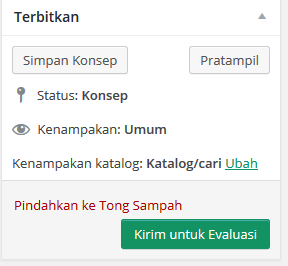 Terbitkan
Simpan Konsep Pratampil
Status: Konsep
Kenampakan: Umum
Kenampakan katalog: Katalog/cari Ubah
Pindahkan ke Tong Sampah
Kirim untuk Evaluasi